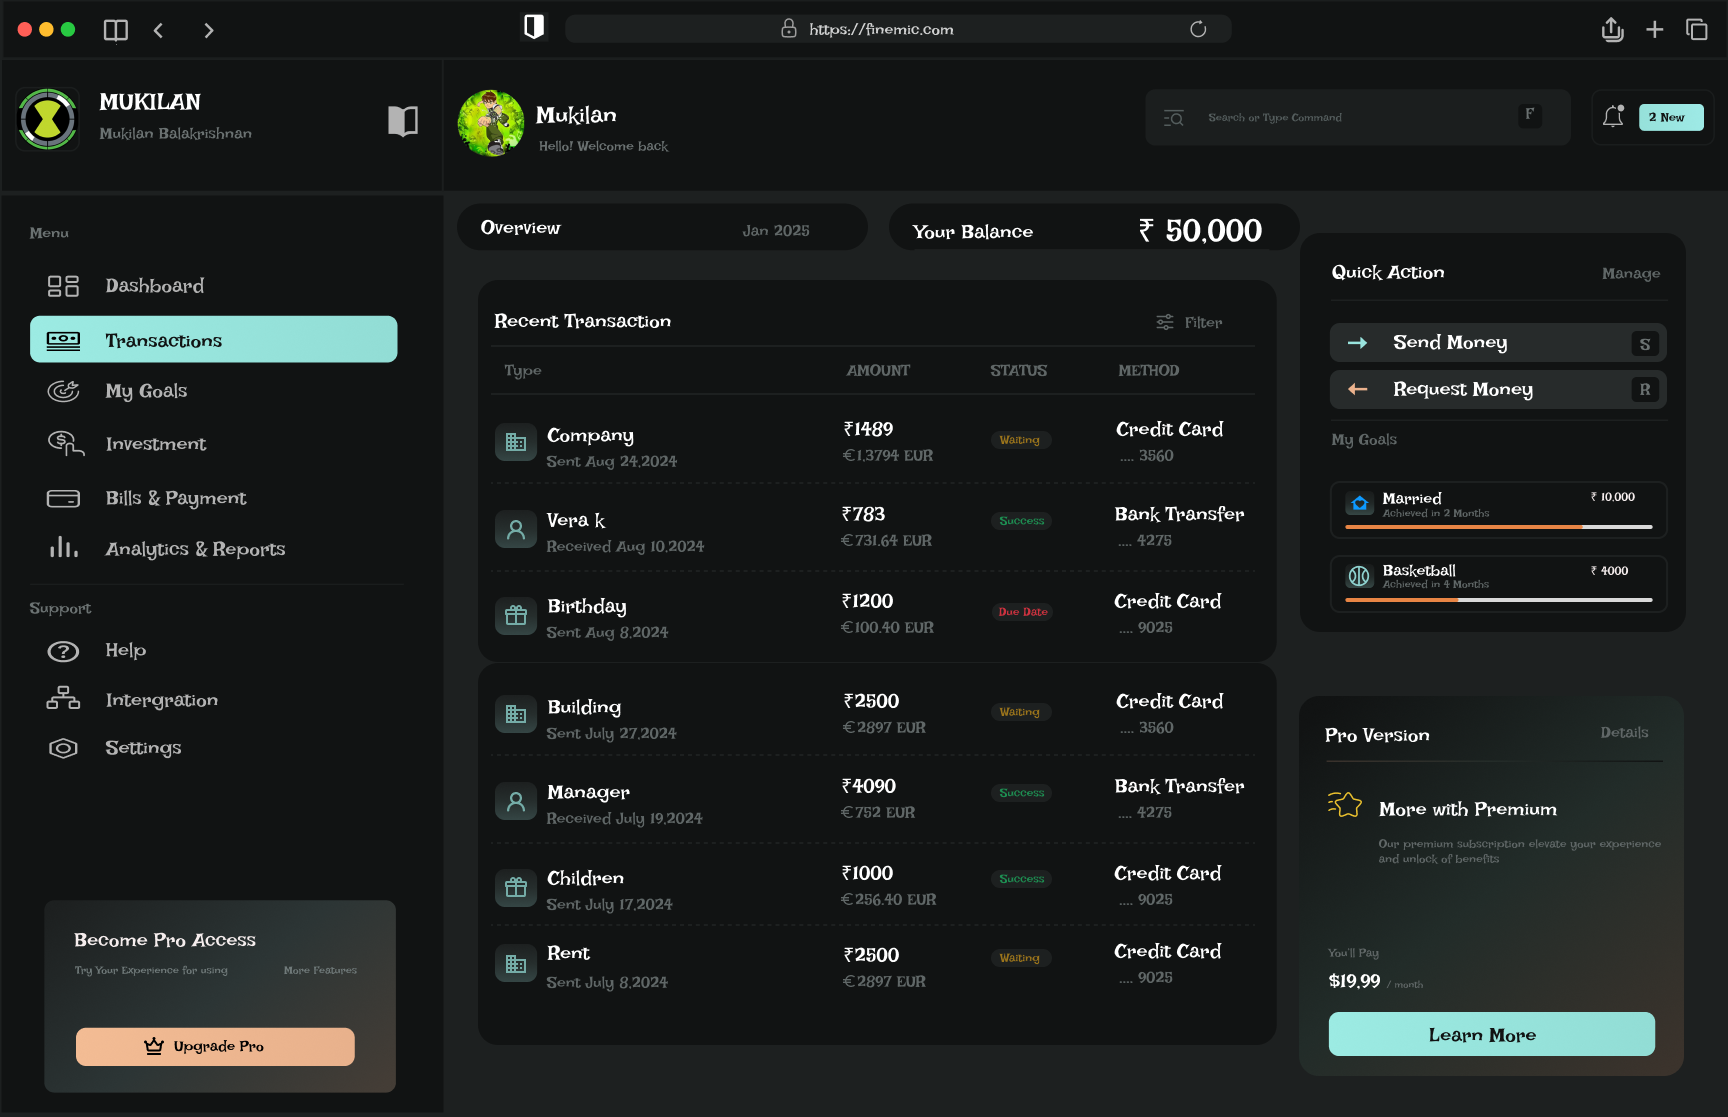 https://finemic.com
MUKILAN
Mukilan Balakrishnan
Mukilan
Hello! Welcome back
Search or Type Command
F
2 New
Menu
Dashboard
Transactions
My Goals
Investment
Bills & Payment
Analytics & Reports
Support
Help
Intergration
Settings
Become Pro Access
Try Your Experience for using
More Features
Upgrade Pro
Overview
Jan 2025
Your Balance
₹ 50,000
Recent Transaction
Filter
Type AMOUNT STATUS METHOD
Company ₹1489 Waiting Credit Card
Sent Aug 24,2024 €1,3794 EUR .... 3560
Vera k ₹783 Success Bank Transfer
Received Aug 10,2024 €731.64 EUR .... 4275
Birthday ₹1200 Due Date Credit Card
Sent Aug 8,2024 €100.40 EUR .... 9025
Building ₹2500 Waiting Credit Card
Sent July 27,2024 €2897 EUR .... 3560
Manager ₹4090 Success Bank Transfer
Received July 19,2024 €752 EUR .... 4275
Children ₹1000 Success Credit Card
Sent July 17,2024 €256.40 EUR .... 9025
Rent ₹2500 Waiting Credit Card
Sent July 8,2024 €2897 EUR .... 9025
Quick Action
Manage
Send Money S
Request Money R
My Goals
Married ₹ 10,000
Achieved in 2 Months
Basketball ₹ 4000
Achieved in 4 Months
Pro Version
Details
More with Premium
Our premium subscription elevate your experience
and unlock of benefits
You'll Pay
$19,99 / month
Learn More